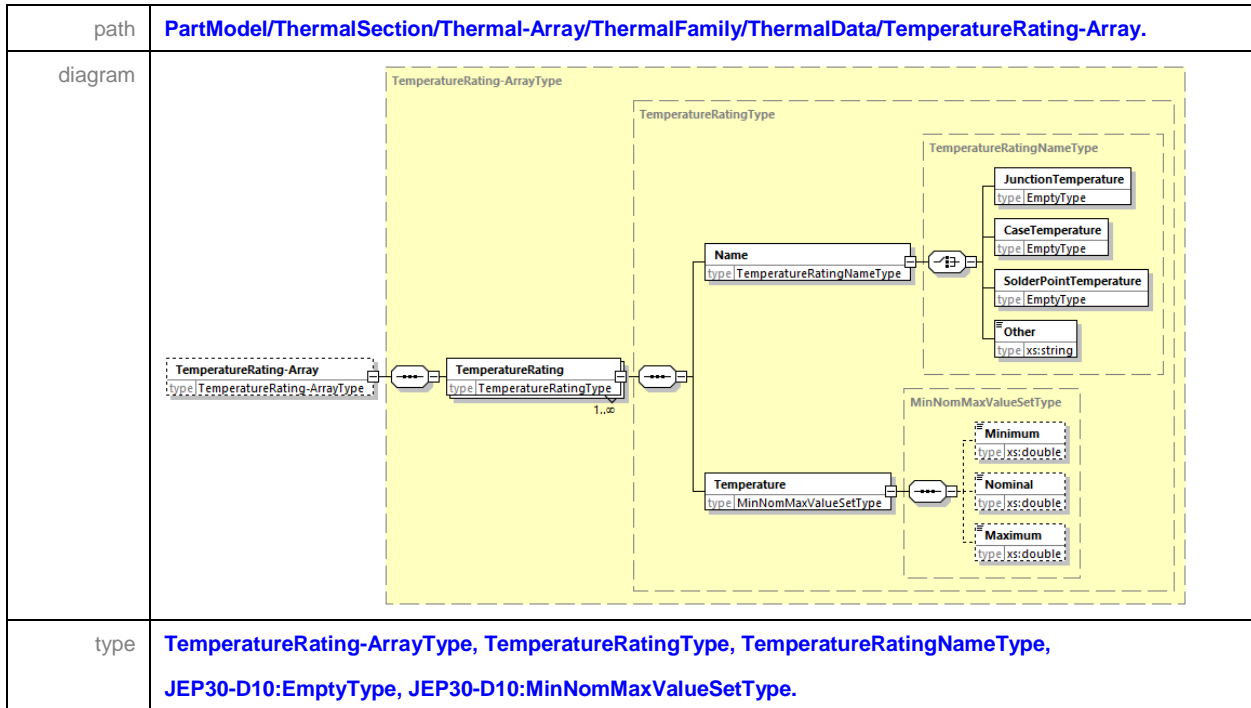 path
PartModel/ThermalSection/Thermal-Array/ThermalFamily/ThermalData/TemperatureRating-Array.
diagram
TemperatureRating-ArrayType
TemperatureRatingType
TemperatureRatingNameType
JunctionTemperature
type EmptyType
CaseTemperature
type EmptyType
Name
type TemperatureRatingNameType
SolderPointTemperature
type EmptyType
Other
type xs:string
TemperatureRating-Array
type TemperatureRating-ArrayType
TemperatureRating
type TemperatureRatingType
1..∞
MinNomMaxValueSetType
Minimum
type xs:double
Temperature
type MinNomMaxValueSetType
Nominal
type xs:double
Maximum
type xs:double
type
TemperatureRating-ArrayType, TemperatureRatingType, TemperatureRatingNameType,
JEP30-D10:EmptyType, JEP30-D10:MinNomMaxValueSetType.